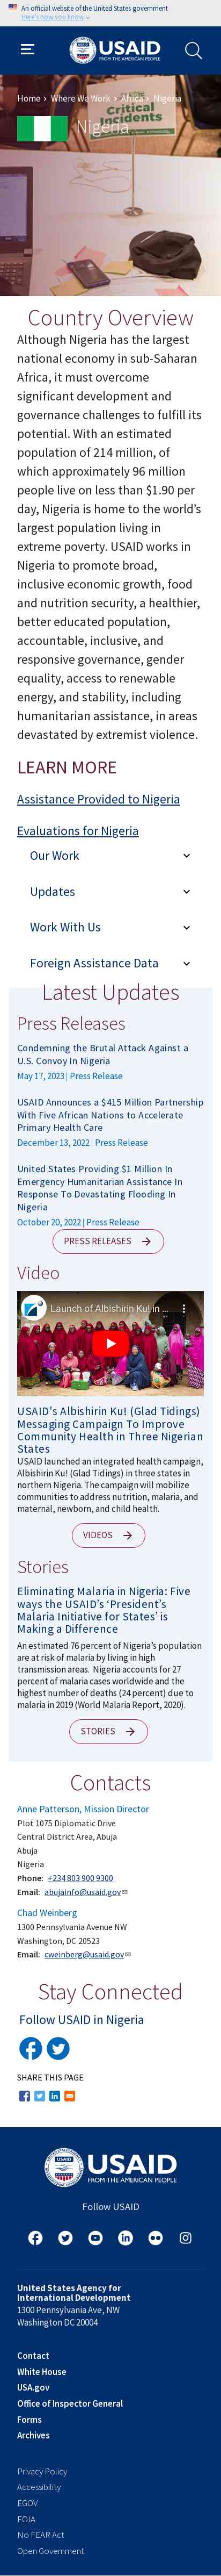 An official website of the United States government
Here's how you know
USAID
FROM THE AMERICAN PEOPLE
Home > Where We Work > Africa > Nigeria
Critical
Incidents
Nigeria
Country Overview
Although Nigeria has the largest
national economy in sub-Saharan
Africa, it must overcome
significant development and
governance challenges to fulfill its
potential. With an estimated
population of 214 million, of
which approximately 96 million
people live on less than $1.90 per
day, Nigeria is home to the world's
largest population living in
extreme poverty. USAID works in
Nigeria to promote broad,
inclusive economic growth, food
and nutrition security, a healthier,
better educated population,
accountable, inclusive, and
responsive governance, gender
equality, access to renewable
energy, and stability, including
humanitarian assistance, in areas
devastated by extremist violence.
LEARN MORE
Assistance Provided to Nigeria
Evaluations for Nigeria
Our Work
Updates
Work With Us
Foreign Assistance Data
Latest Updates
Press Releases
Condemning the Brutal Attack Against a
U.S. Convoy In Nigeria
May 17, 2023 | Press Release
USAID Announces a $415 Million Partnership
With Five African Nations to Accelerate
Primary Health Care
December 13, 2022 | Press Release
United States Providing $1 Million In
Emergency Humanitarian Assistance In
Response To Devastating Flooding In
Nigeria
October 20, 2022 | Press Release
PRESS RELEASES
Video
Launch of Albishirin Ku! in ...
USAID's Albishirin Ku! (Glad Tidings)
Messaging Campaign To Improve
Community Health in Three Nigerian
States
USAID launched an integrated health campaign,
Albishirin Ku! (Glad Tidings) in three states in
northern Nigeria. The campaign will mobilize
communities to address nutrition, malaria, and
maternal, newborn, and child health.
VIDEOS
Stories
Eliminating Malaria in Nigeria: Five
ways the USAID's 'President's
Malaria Initiative for States' is
Making a Difference
An estimated 76 percent of Nigeria's population
are at risk of malaria by living in high
transmission areas. Nigeria accounts for 27
percent of malaria cases worldwide and the
highest number of deaths (24 percent) due to
malaria in 2019 (World Malaria Report, 2020).
STORIES
Contacts
Anne Patterson, Mission Director
Plot 1075 Diplomatic Drive
Central District Area, Abuja
Abuja
Nigeria
Phone: +234 803 900 9300
Email: abujainfo@usaid.gov
Chad Weinberg
1300 Pennsylvania Avenue NW
Washington, DC 20523
Email: cweinberg@usaid.gov
Stay Connected
Follow USAID in Nigeria
SHARE THIS PAGE
USAID
FROM THE AMERICAN PEOPLE
Follow USAID
United States Agency for
International Development
1300 Pennsylvania Ave, NW
Washington DC 20004
Contact
White House
USA.gov
Office of Inspector General
Forms
Archives
Privacy Policy
Accessibility
EGOV
FOIA
No FEAR Act
Open Government